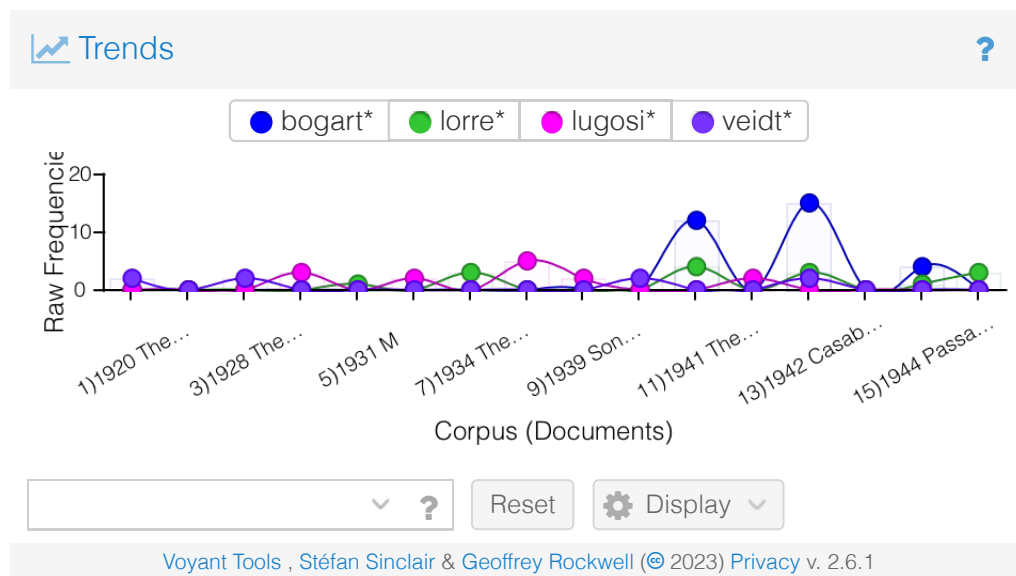 Trends ?
bogart* lorre* lugosi* veidt*
Raw Frequencie
20
10
0
1)1920 The...
3)1928 The...
5)1931 M
7)1934 The...
9)1939 Son...
11)1941 The...
13)1942 Casab...
15)1944 Passa...
Corpus (Documents)
? Reset Display
Voyant Tools , Stéfan Sinclair & Geoffrey Rockwell (🅭 2023) Privacy v. 2.6.1